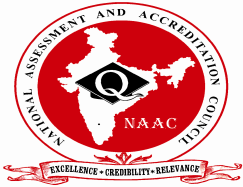 NATIONAL ASSESSMENT AND ACCREDITATION COUNCIL
Q
NAAC
EXCELLENCE * CREDIBILITY * RELEVANCE